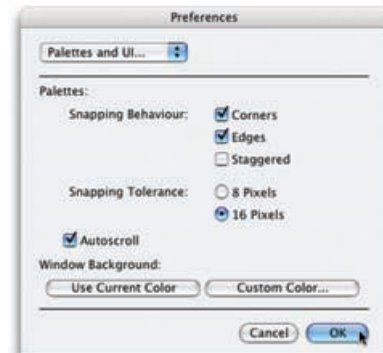 Preferences
Palettes and UI...
Palettes:
Snapping Behaviour: Corners
Edges
Staggered
Snapping Tolerance: 8 Pixels
16 Pixels
Autoscroll
Window Background:
Use Current Color Custom Color...
Cancel OK